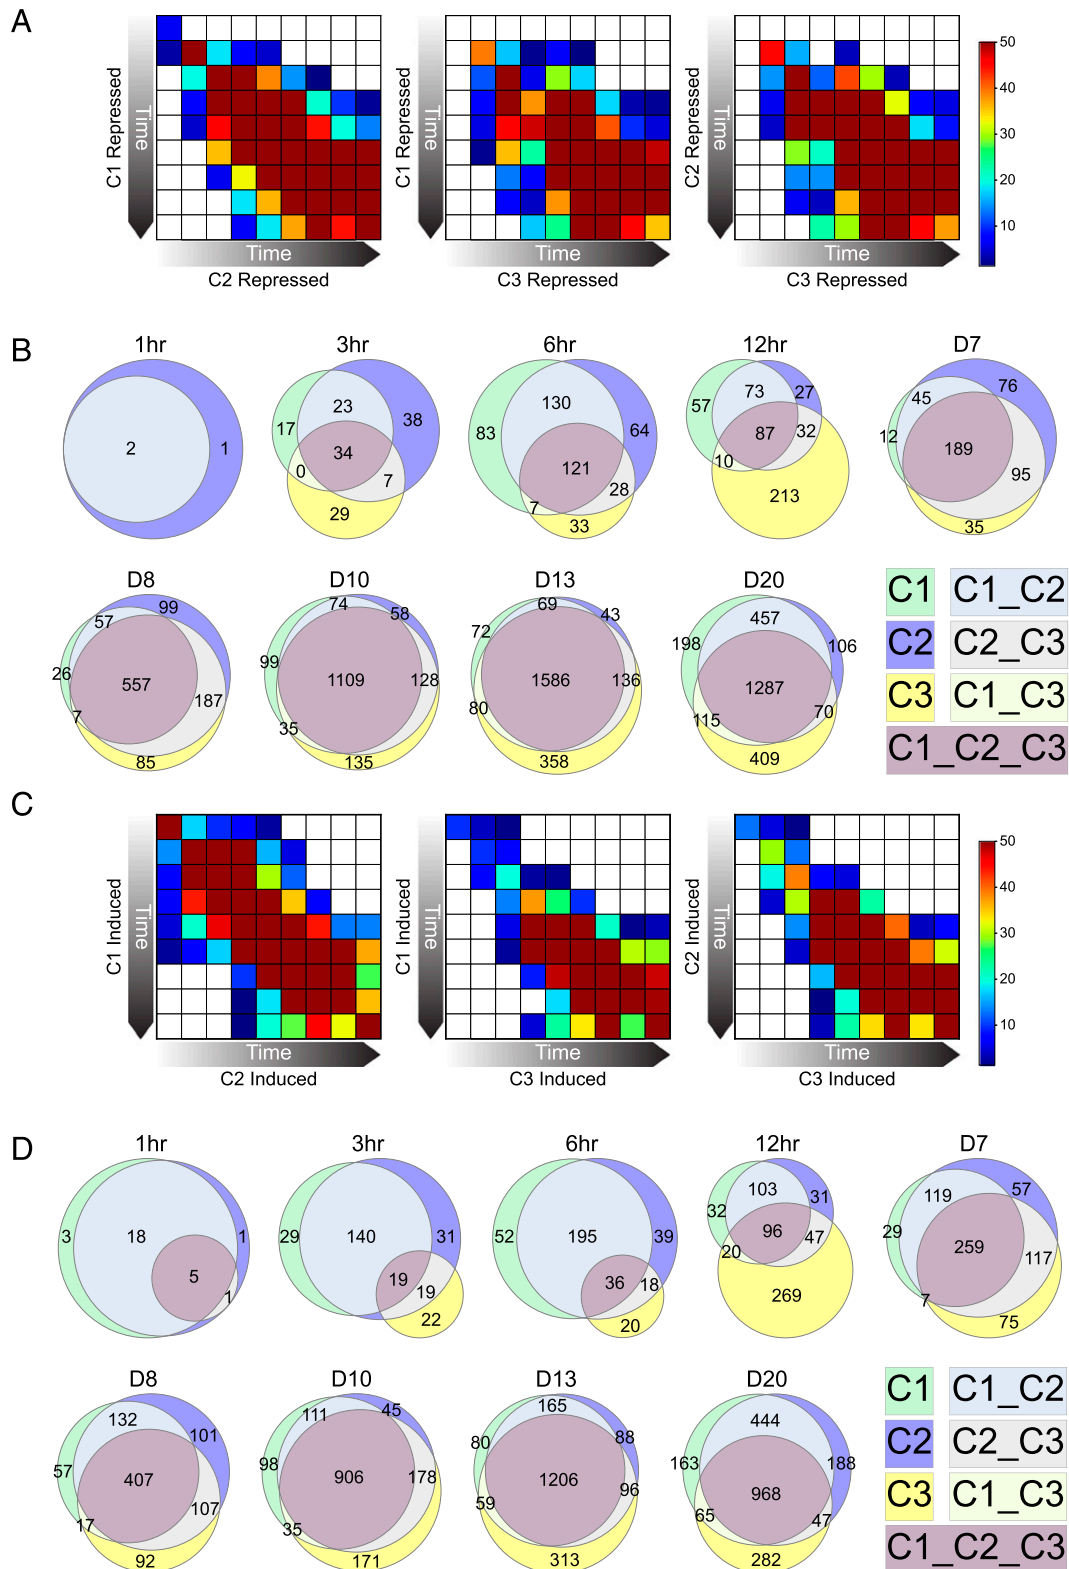 A
C1 Repressed
Time
Time
C2 Repressed
C1 Repressed
Time
Time
C3 Repressed
C2 Repressed
Time
Time
C3 Repressed
50
40
30
20
10
B
1hr
2
1
3hr
23
38
17
34
0
7
29
6hr
130
83
64
121
28
7
33
12hr
73
27
57
87
32
10
213
D7
45
76
12
189
95
35
D8
57
99
26
557
187
7
85
D10
74
58
99
1109
128
35
135
D13
69
43
72
1586
136
80
358
D20
457
198
106
1287
115
70
409
C1 C1_C2
C2 C2_C3
C3 C1_C3
C1_C2_C3
C
C1 Induced
Time
Time
C2 Induced
C1 Induced
Time
Time
C3 Induced
C2 Induced
Time
Time
C3 Induced
50
40
30
20
10
D
1hr
3
18
1
5
1
3hr
29
140
31
19
19
22
6hr
52
195
39
36
18
20
12hr
103
31
32
96
47
20
269
D7
119
57
29
259
117
7
75
D8
132
101
57
407
107
17
92
D10
111
45
98
906
178
35
171
D13
165
88
80
1206
96
59
313
D20
444
163
188
968
65
47
282
C1 C1_C2
C2 C2_C3
C3 C1_C3
C1_C2_C3